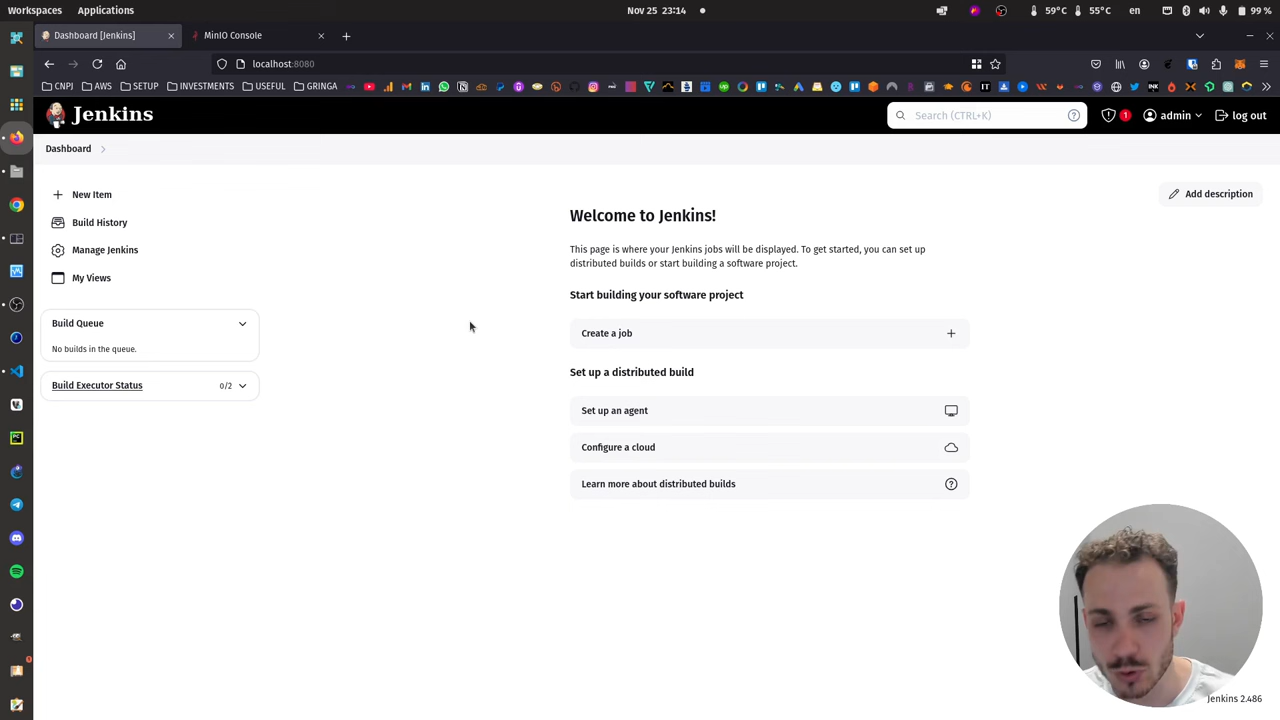 Workspaces Applications Nov 25 23:14 59°C 55°C en 99 %
Dashboard [Jenkins] MinIO Console
localhost:8080
CNPJ AWS SETUP INVESTMENTS USEFUL GRINGA
Jenkins Search (CTRL+K) 1 admin log out
Dashboard
New Item
Build History
Manage Jenkins
My Views
Build Queue
No builds in the queue.
Build Executor Status 0/2
Add description
Welcome to Jenkins!
This page is where your Jenkins jobs will be displayed. To get started, you can set up
distributed builds or start building a software project.
Start building your software project
Create a job
Set up a distributed build
Set up an agent
Configure a cloud
Learn more about distributed builds
Jenkins 2.486